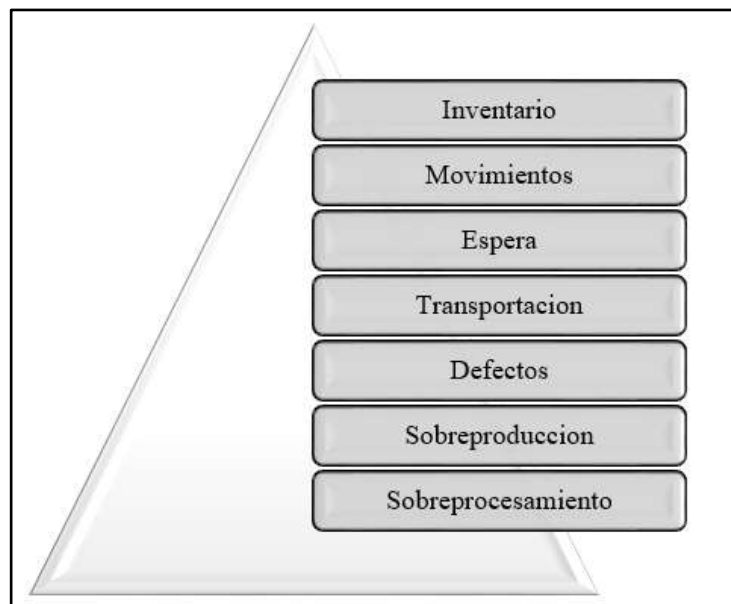 Inventario
Movimientos
Espera
Transportacion
Defectos
Sobreproduccion
Sobreprocesamiento